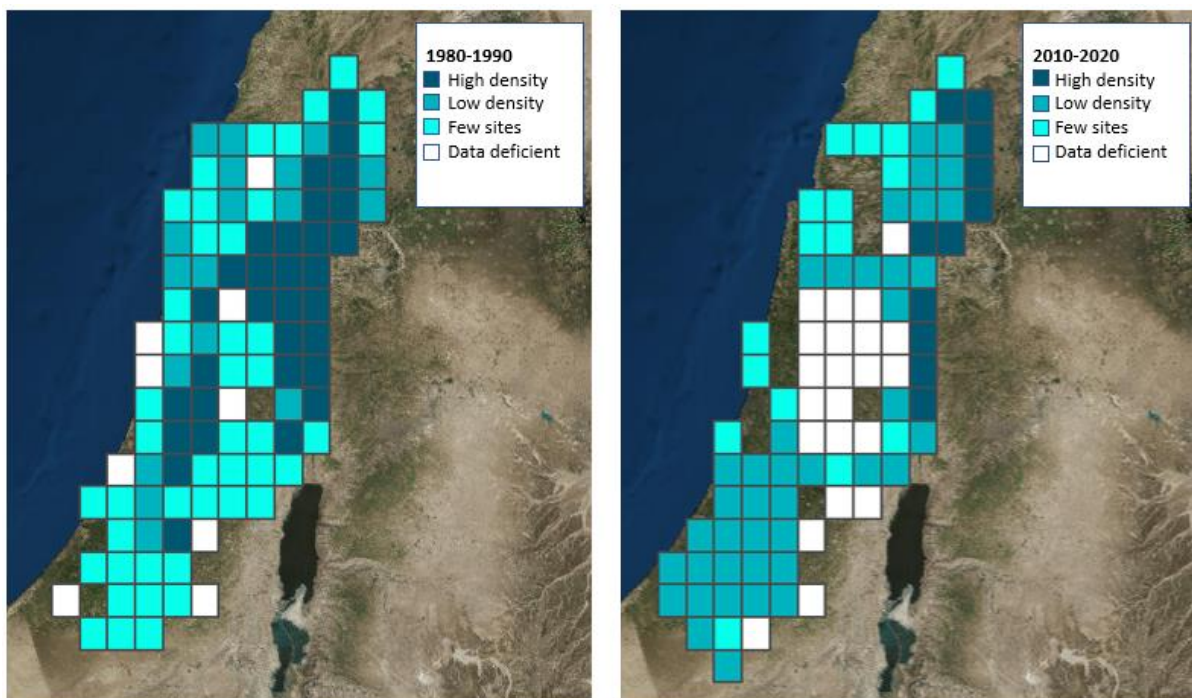 1980-1990
High density
Low density
Few sites
Data deficient
2010-2020
High density
Low density
Few sites
Data deficient